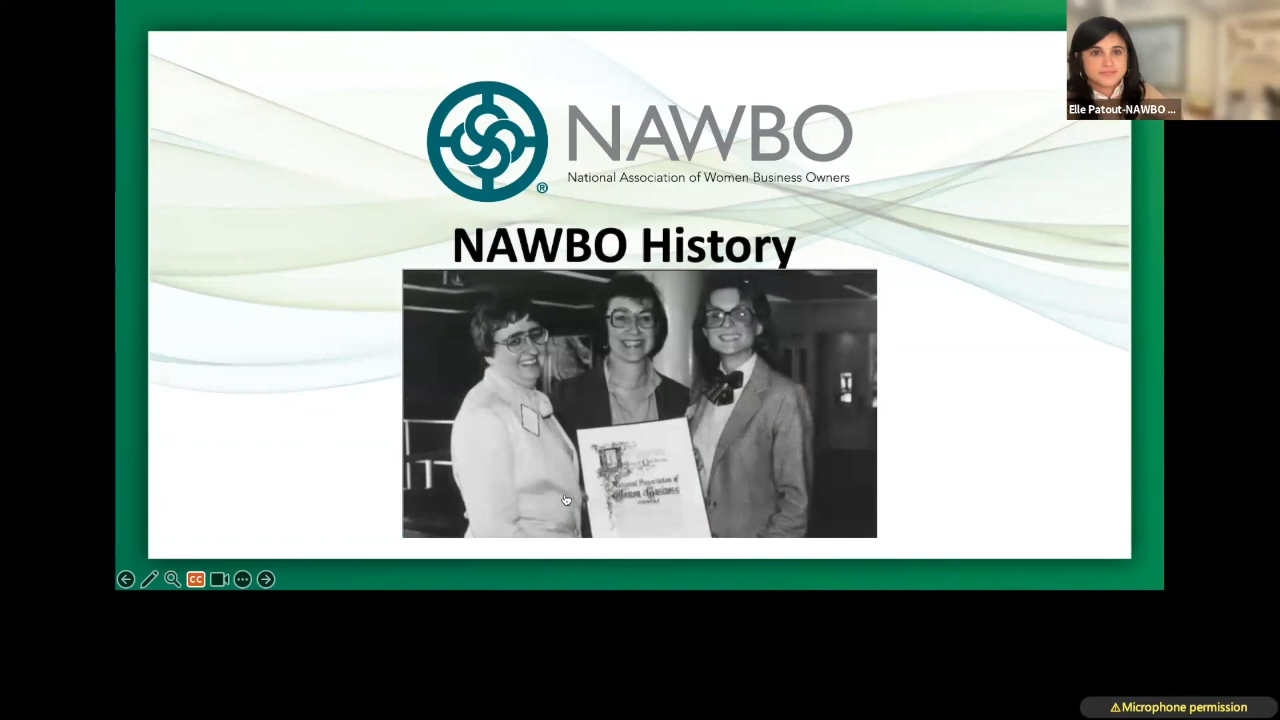 Elle Patout-NAWBO ...
NAWBO
®
National Association of Women Business Owners
NAWBO History
National Association of
Women Business
CC
⚠Microphone permission